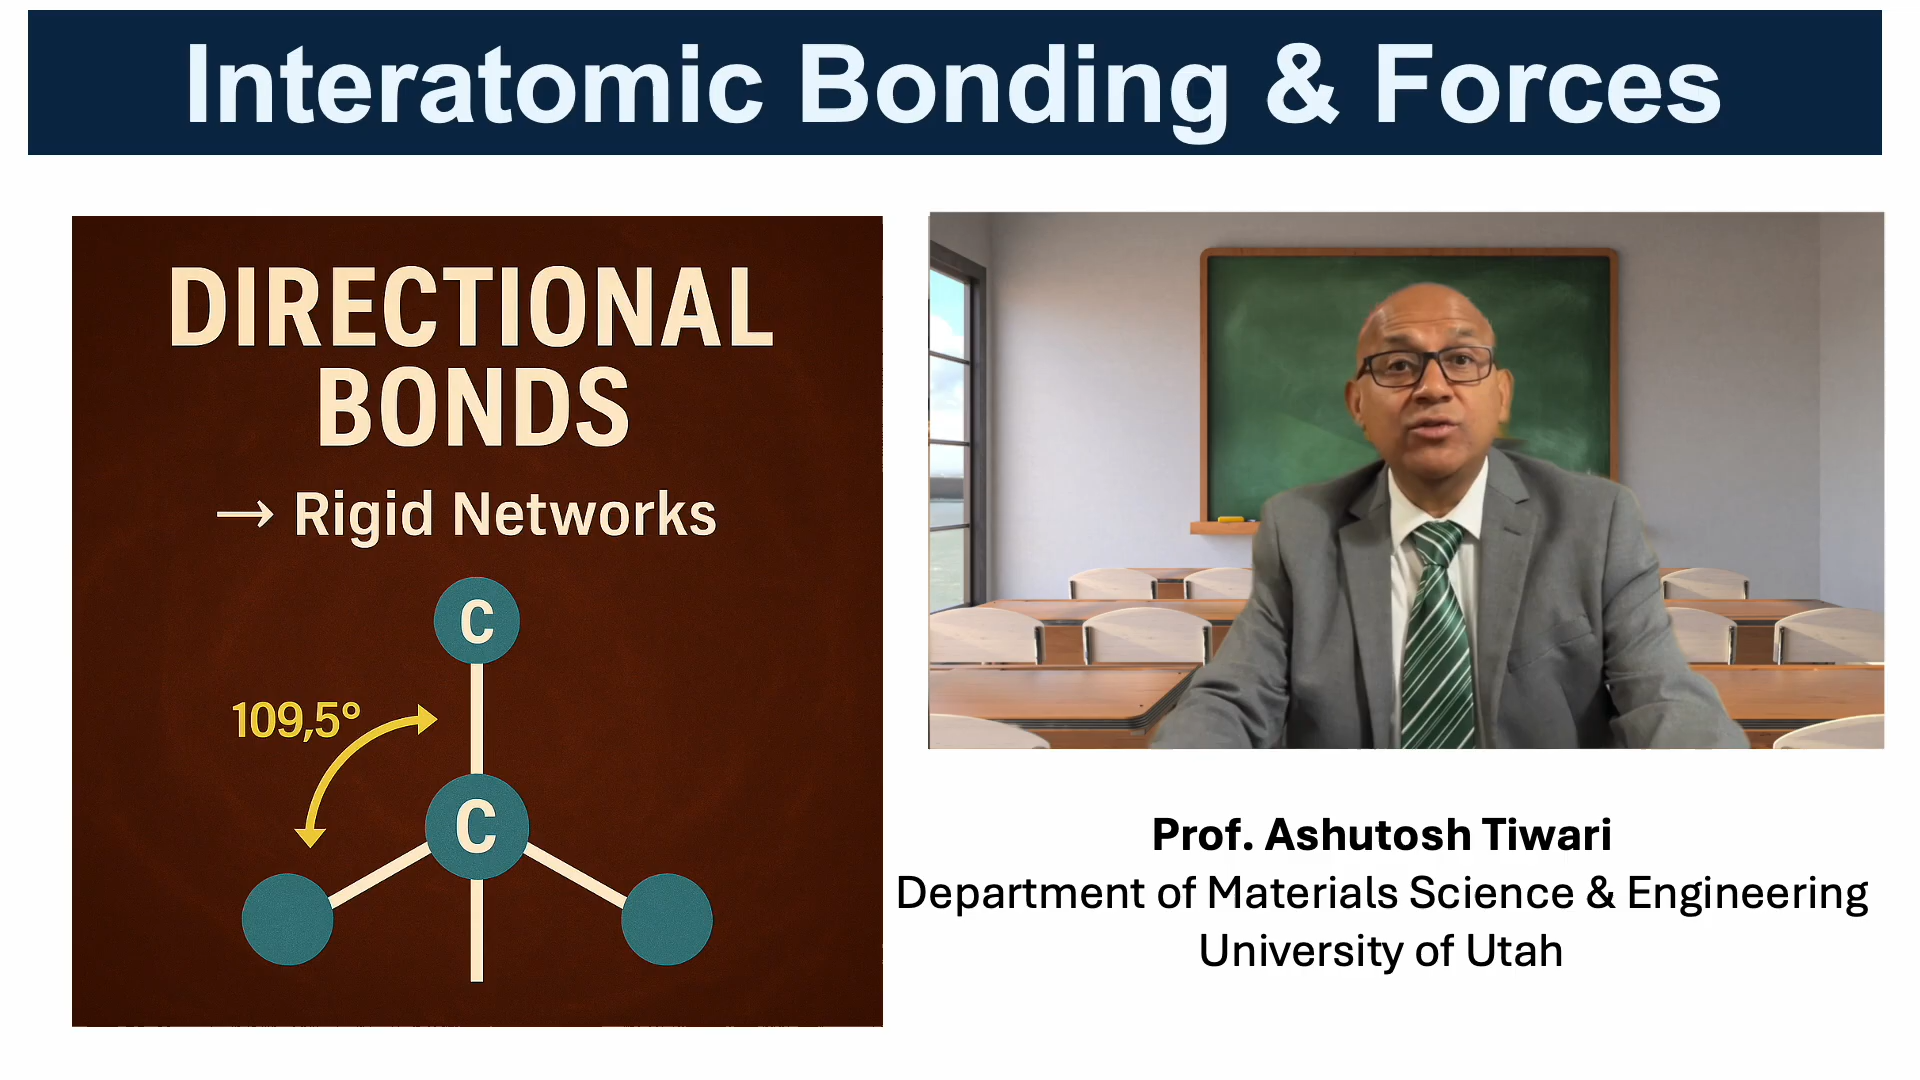 Interatomic Bonding & Forces
DIRECTIONAL
BONDS
→ Rigid Networks
C
109,5°
C
Prof. Ashutosh Tiwari
Department of Materials Science & Engineering
University of Utah